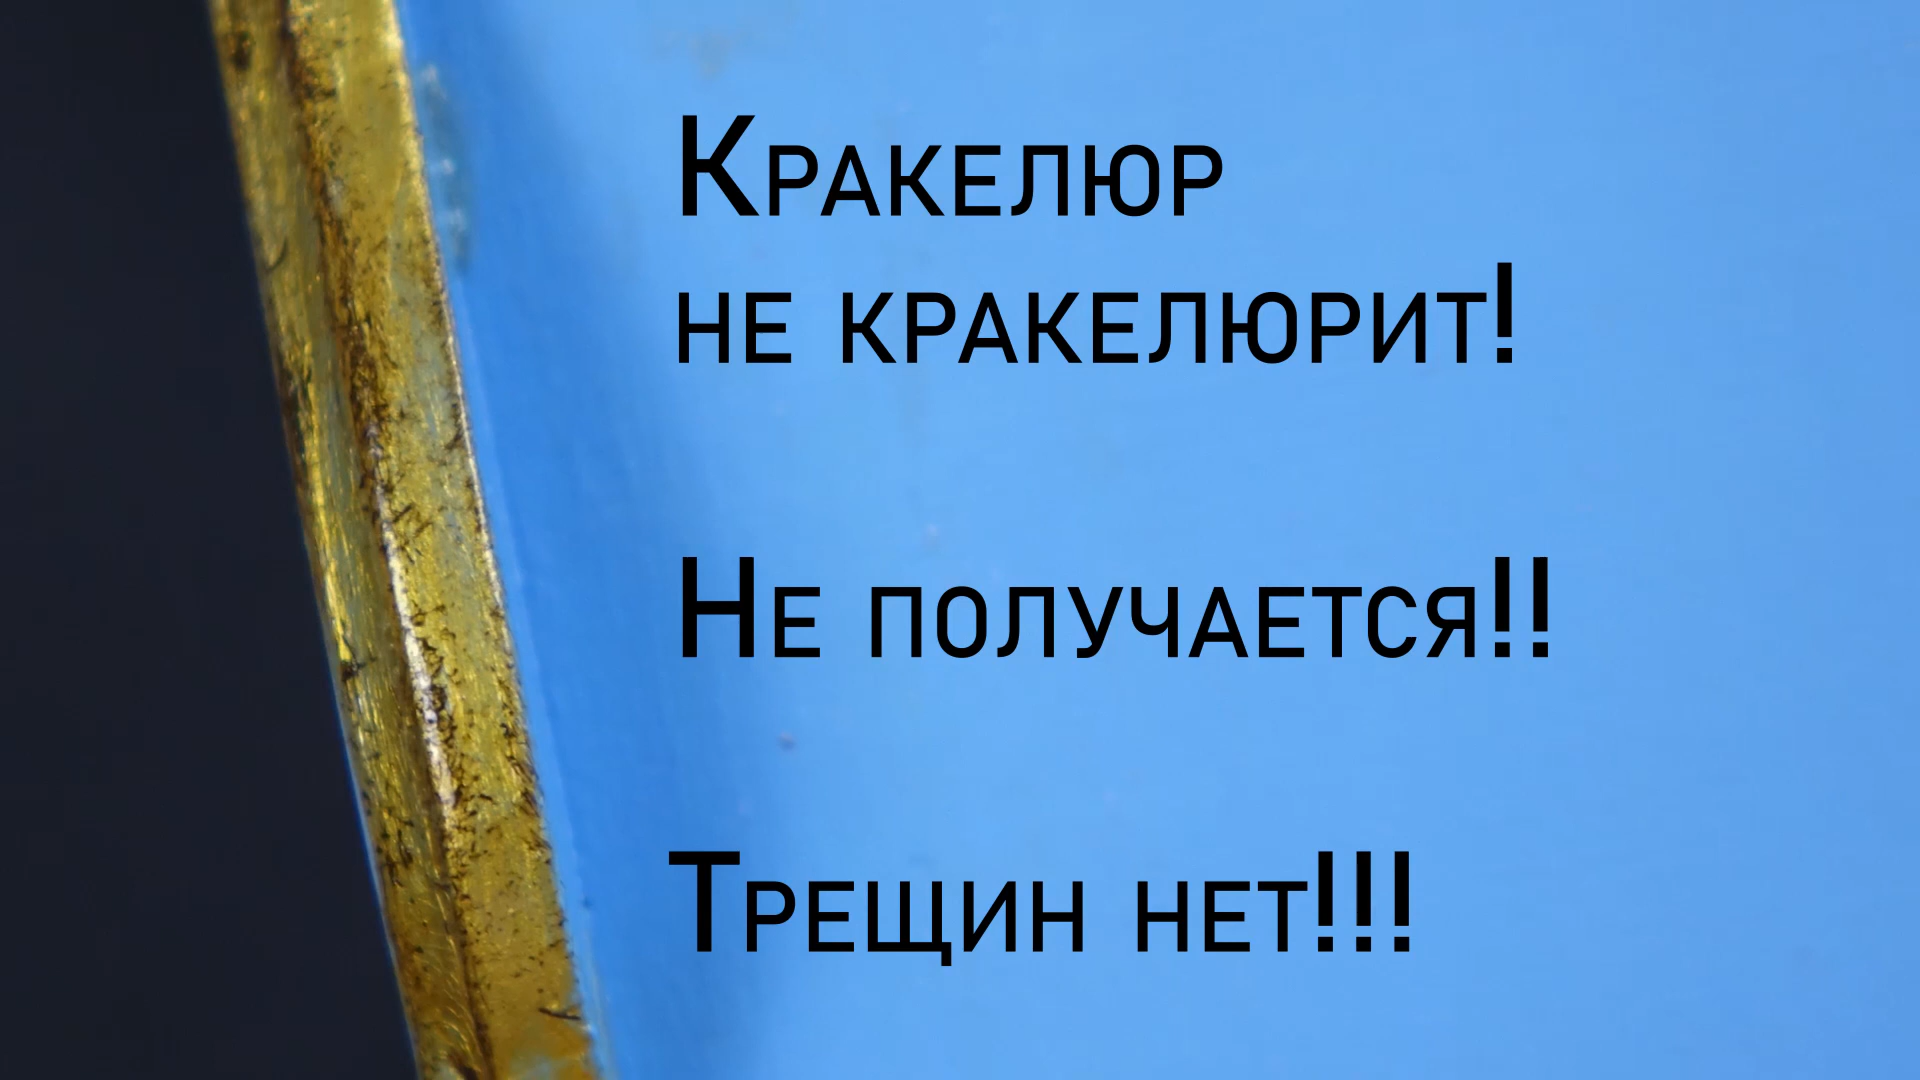 Кракелюр
не кракелюрит!
Не получается!!
Трещин нет!!!